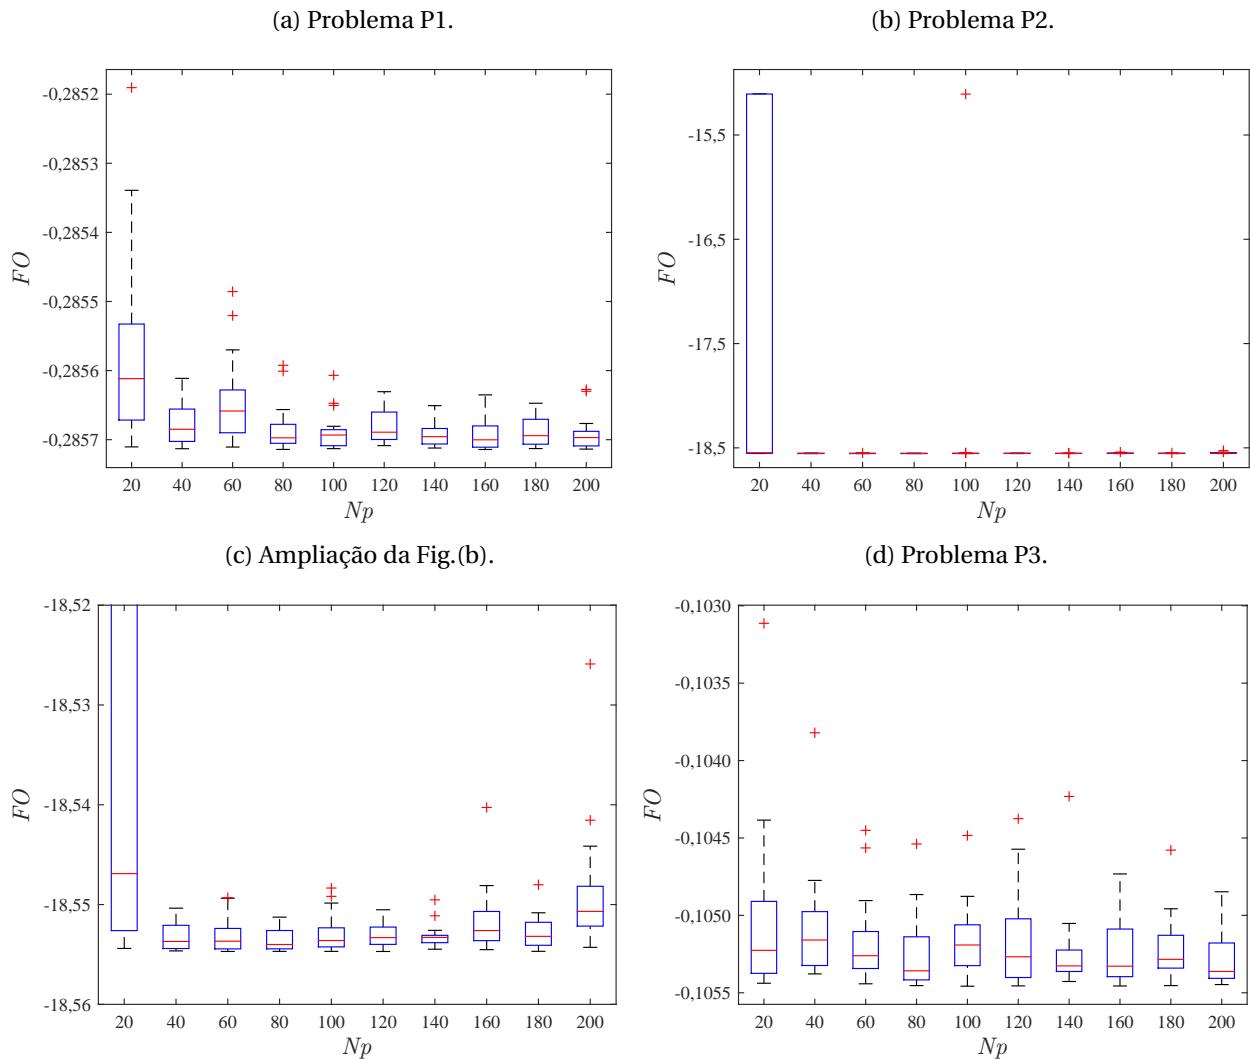 (a) Problema P1.
-0,2852
-0,2853
-0,2854
-0,2855
-0,2856
-0,2857
FO
20 40 60 80 100 120 140 160 180 200
Np
(b) Problema P2.
-15,5
-16,5
-17,5
-18,5
FO
20 40 60 80 100 120 140 160 180 200
Np
(c) Ampliação da Fig.(b).
-18,52
-18,53
-18,54
-18,55
-18,56
FO
20 40 60 80 100 120 140 160 180 200
Np
(d) Problema P3.
-0,1030
-0,1035
-0,1040
-0,1045
-0,1050
-0,1055
FO
20 40 60 80 100 120 140 160 180 200
Np